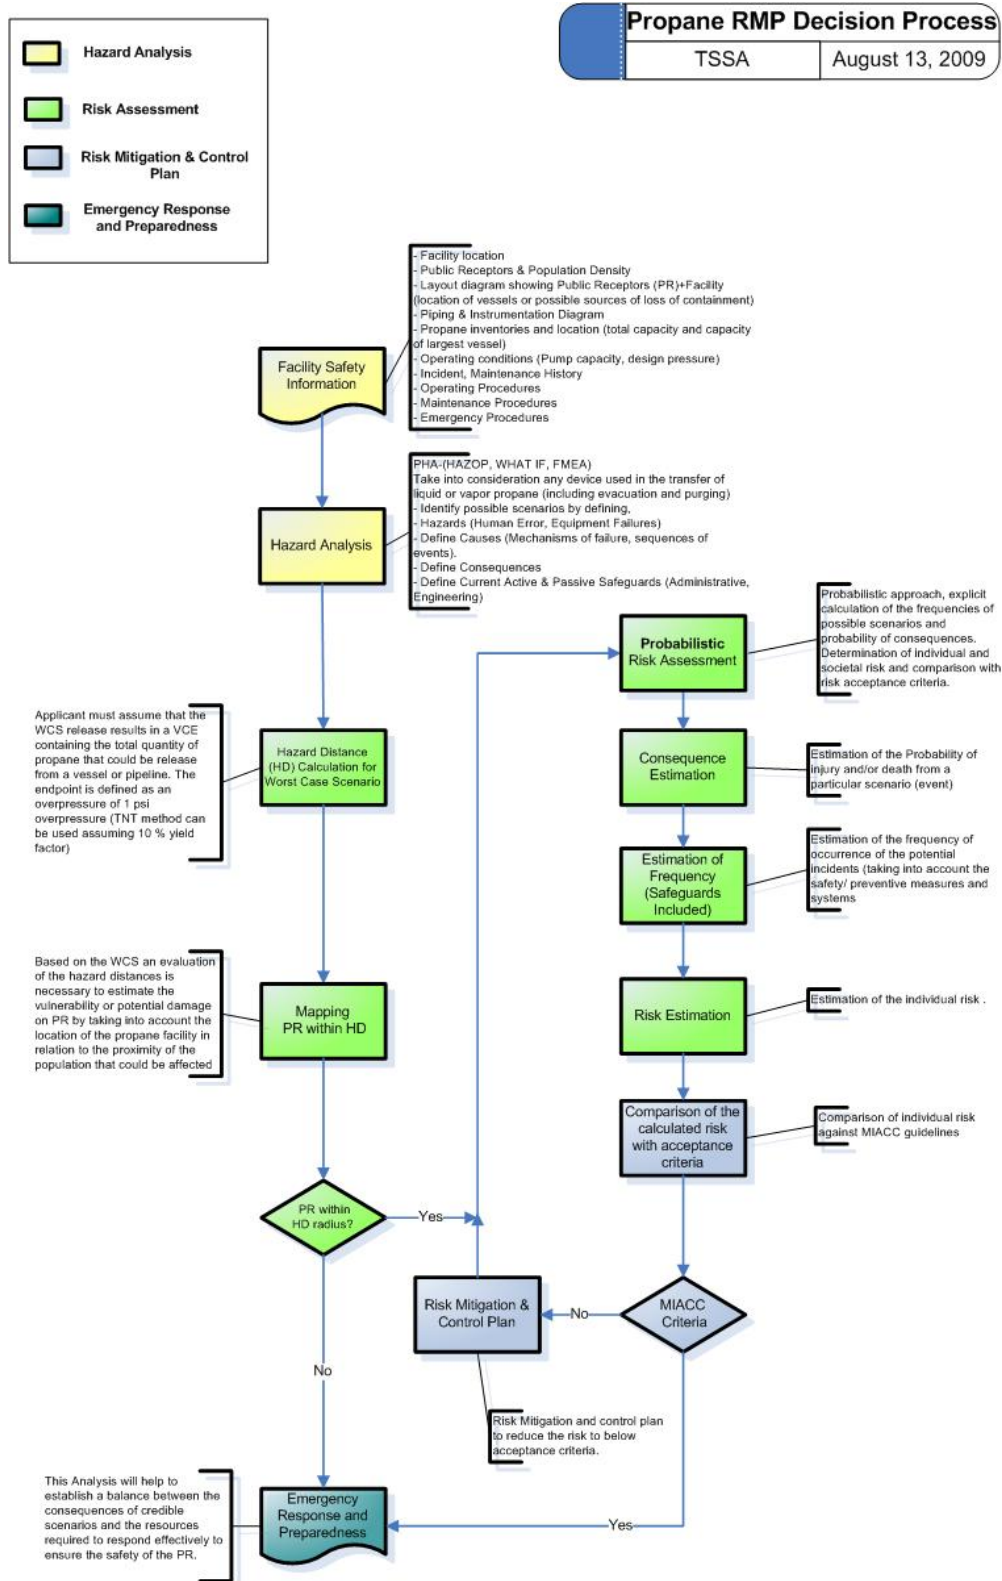 Propane RMP Decision Process
TSSA
August 13, 2009
Hazard Analysis
Risk Assessment
Risk Mitigation & Control
Plan
Emergency Response
and Preparedness
Facility Safety
Information
- Facility location
- Public Receptors & Population Density
- Layout diagram showing Public Receptors (PR)+Facility
(location of vessels or possible sources of loss of containment)
- Piping & Instrumentation Diagram
- Propane inventories and location (total capacity and capacity
of largest vessel)
- Operating conditions (Pump capacity, design pressure)
- Incident, Maintenance History
- Operating Procedures
- Maintenance Procedures
- Emergency Procedures
Hazard Analysis
PHA-(HAZOP, WHAT IF, FMEA)
Take into consideration any device used in the transfer of
liquid or vapor propane (including evacuation and purging)
- Identify possible scenarios by defining,
- Hazards (Human Error, Equipment Failures)
- Define Causes (Mechanisms of failure, sequences of
events).
- Define Consequences
- Define Current Active & Passive Safeguards (Administrative,
Engineering)
Probabilistic
Risk Assessment
Probabilistic approach, explicit
calculation of the frequencies of
possible scenarios and
probability of consequences.
Determination of individual and
societal risk and comparison with
risk acceptance criteria.
Applicant must assume that the
WCS release results in a VCE
containing the total quantity of
propane that could be release
from a vessel or pipeline. The
endpoint is defined as an
overpressure of 1 psi
overpressure (TNT method can
be used assuming 10 % yield
factor)
Hazard Distance
(HD) Calculation for
Worst Case Scenario
Consequence
Estimation
Estimation of the Probability of
injury and/or death from a
particular scenario (event)
Estimation of
Frequency
(Safeguards
Included)
Estimation of the frequency of
occurrence of the potential
incidents (taking into account the
safety/ preventive measures and
systems
Based on the WCS an evaluation
of the hazard distances is
necessary to estimate the
vulnerability or potential damage
on PR by taking into account the
location of the propane facility in
relation to the proximity of the
population that could be affected
Mapping
PR within HD
Risk Estimation
Estimation of the individual risk .
Comparison of the
calculated risk
with acceptance
criteria
Comparison of individual risk
against MIACC guidelines
PR within
HD radius?
Yes
Risk Mitigation &
Control Plan
No
MIACC
Criteria
No
Risk Mitigation and control plan
to reduce the risk to below
acceptance criteria.
This Analysis will help to
establish a balance between the
consequences of credible
scenarios and the resources
required to respond effectively to
ensure the safety of the PR.
Emergency
Response and
Preparedness
Yes